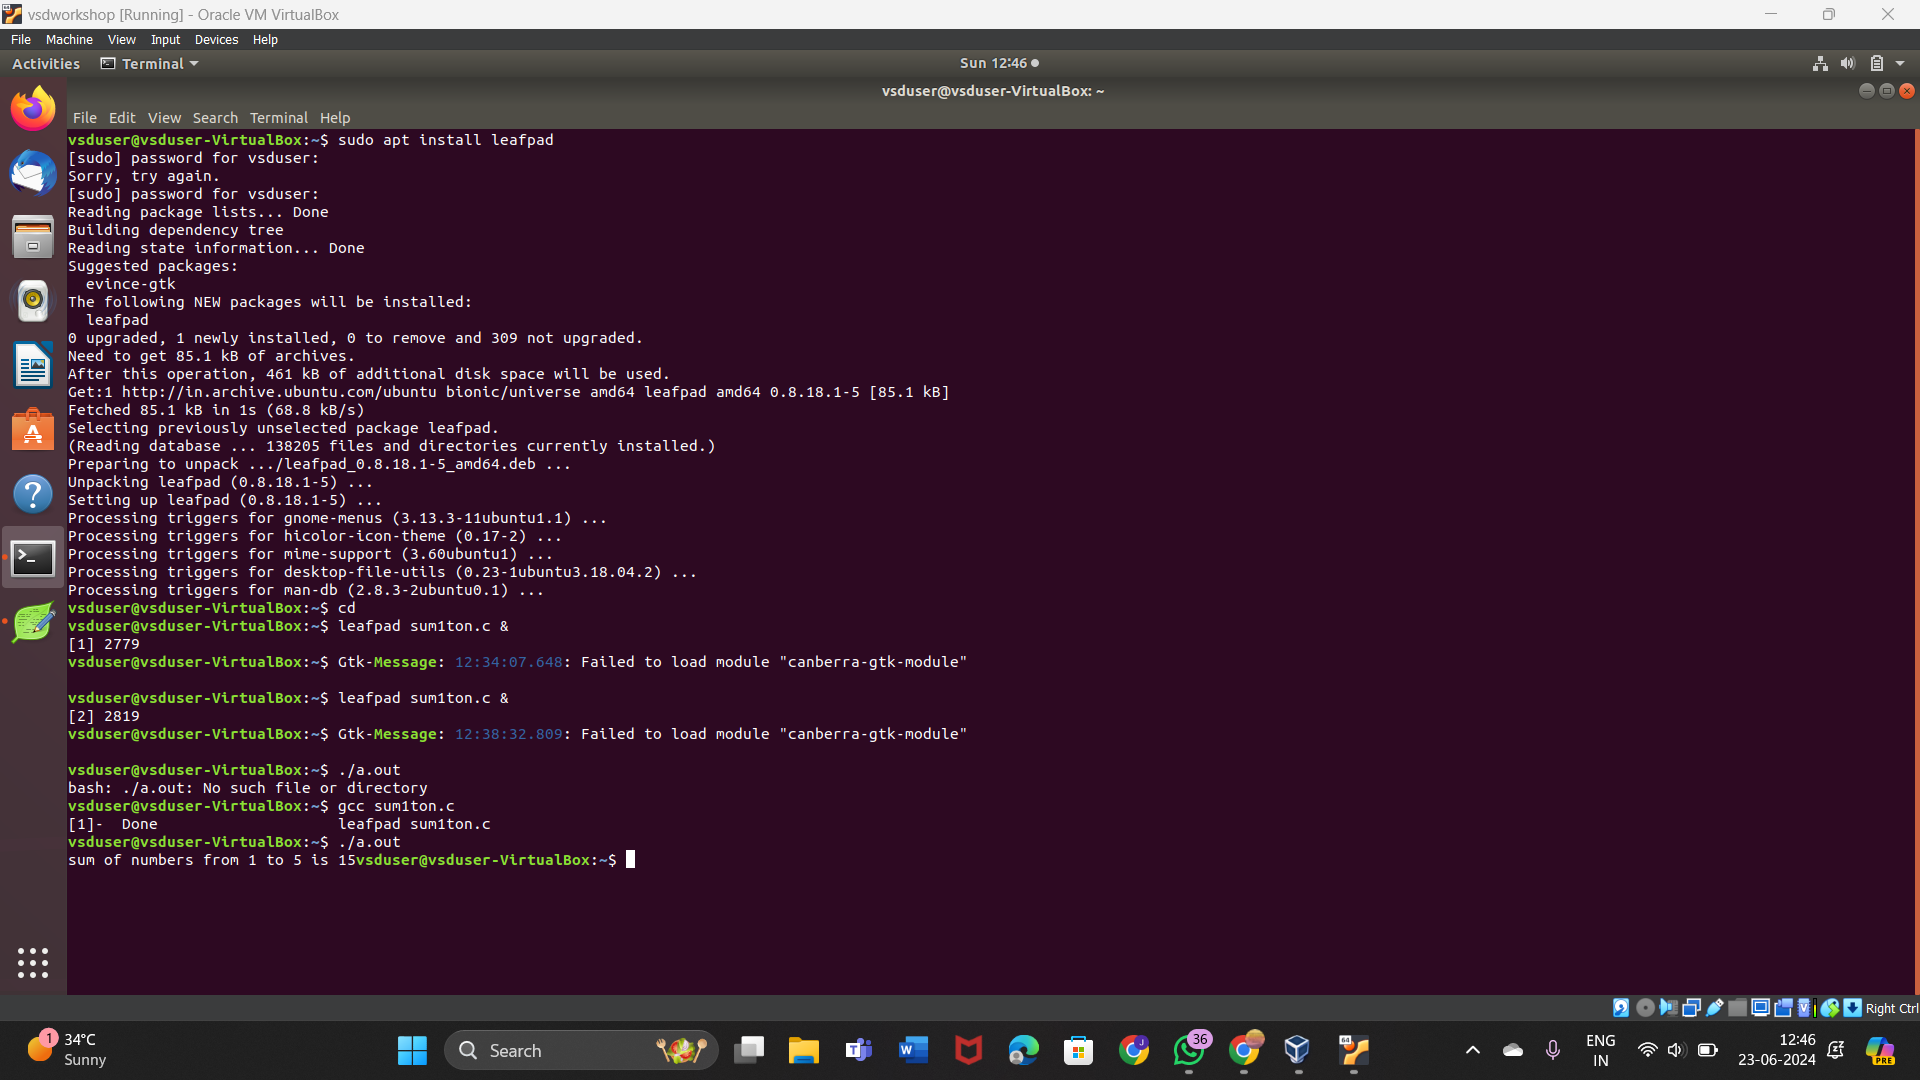 vsdworkshop [Running] - Oracle VM VirtualBox
File Machine View Input Devices Help
Activities Terminal Sun 12:46
vsduser@vsduser-VirtualBox: ~
File Edit View Search Terminal Help
vsduser@vsduser-VirtualBox:~$ sudo apt install leafpad
[sudo] password for vsduser:
Sorry, try again.
[sudo] password for vsduser:
Reading package lists... Done
Building dependency tree
Reading state information... Done
Suggested packages:
  evince-gtk
The following NEW packages will be installed:
  leafpad
0 upgraded, 1 newly installed, 0 to remove and 309 not upgraded.
Need to get 85.1 kB of archives.
After this operation, 461 kB of additional disk space will be used.
Get:1 http://in.archive.ubuntu.com/ubuntu bionic/universe amd64 leafpad amd64 0.8.18.1-5 [85.1 kB]
Fetched 85.1 kB in 1s (68.8 kB/s)
Selecting previously unselected package leafpad.
(Reading database ... 138205 files and directories currently installed.)
Preparing to unpack .../leafpad_0.8.18.1-5_amd64.deb ...
Unpacking leafpad (0.8.18.1-5) ...
Setting up leafpad (0.8.18.1-5) ...
Processing triggers for gnome-menus (3.13.3-11ubuntu1.1) ...
Processing triggers for hicolor-icon-theme (0.17-2) ...
Processing triggers for mime-support (3.60ubuntu1) ...
Processing triggers for desktop-file-utils (0.23-1ubuntu3.18.04.2) ...
Processing triggers for man-db (2.8.3-2ubuntu0.1) ...
vsduser@vsduser-VirtualBox:~$ cd
vsduser@vsduser-VirtualBox:~$ leafpad sum1ton.c &
[1] 2779
vsduser@vsduser-VirtualBox:~$ Gtk-Message: 12:34:07.648: Failed to load module "canberra-gtk-module"
vsduser@vsduser-VirtualBox:~$ leafpad sum1ton.c &
[2] 2819
vsduser@vsduser-VirtualBox:~$ Gtk-Message: 12:38:32.809: Failed to load module "canberra-gtk-module"
vsduser@vsduser-VirtualBox:~$ ./a.out
bash: ./a.out: No such file or directory
vsduser@vsduser-VirtualBox:~$ gcc sum1ton.c
[1]-  Done                    leafpad sum1ton.c
vsduser@vsduser-VirtualBox:~$ ./a.out
sum of numbers from 1 to 5 is 15vsduser@vsduser-VirtualBox:~$
Right Ctrl
1 34°C
Sunny
Search
36
ENG
IN
12:46
23-06-2024
PRE